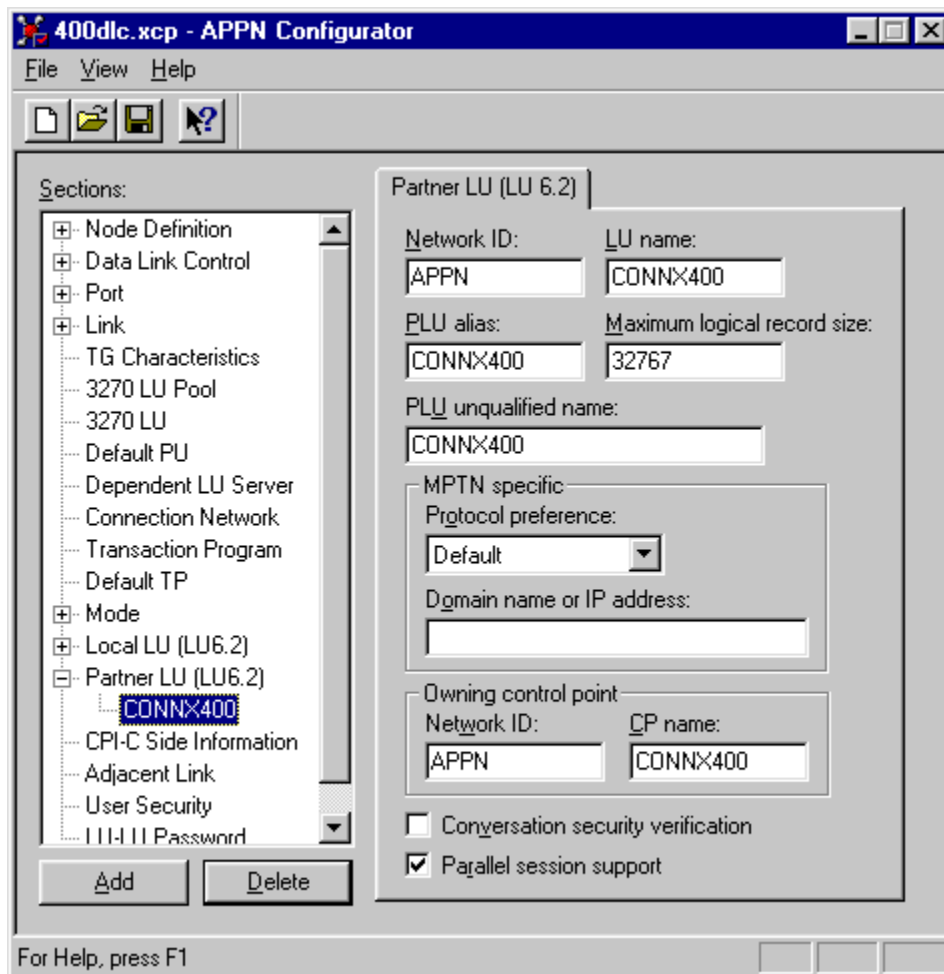 400dlc.xcp - APPN Configurator
File View Help
Sections:
Node Definition
Data Link Control
Port
Link
TG Characteristics
3270 LU Pool
3270 LU
Default PU
Dependent LU Server
Connection Network
Transaction Program
Default TP
Mode
Local LU (LU6.2)
Partner LU (LU6.2)
CONNX400
CPI-C Side Information
Adjacent Link
User Security
LU-LU Password
Add Delete
Partner LU (LU 6.2)
Network ID: LU name:
APPN CONNX400
PLU alias: Maximum logical record size:
CONNX400 32767
PLU unqualified name:
CONNX400
MPTN specific
Protocol preference:
Default
Domain name or IP address:
Owning control point
Network ID: CP name:
APPN CONNX400
Conversation security verification
Parallel session support
For Help, press F1